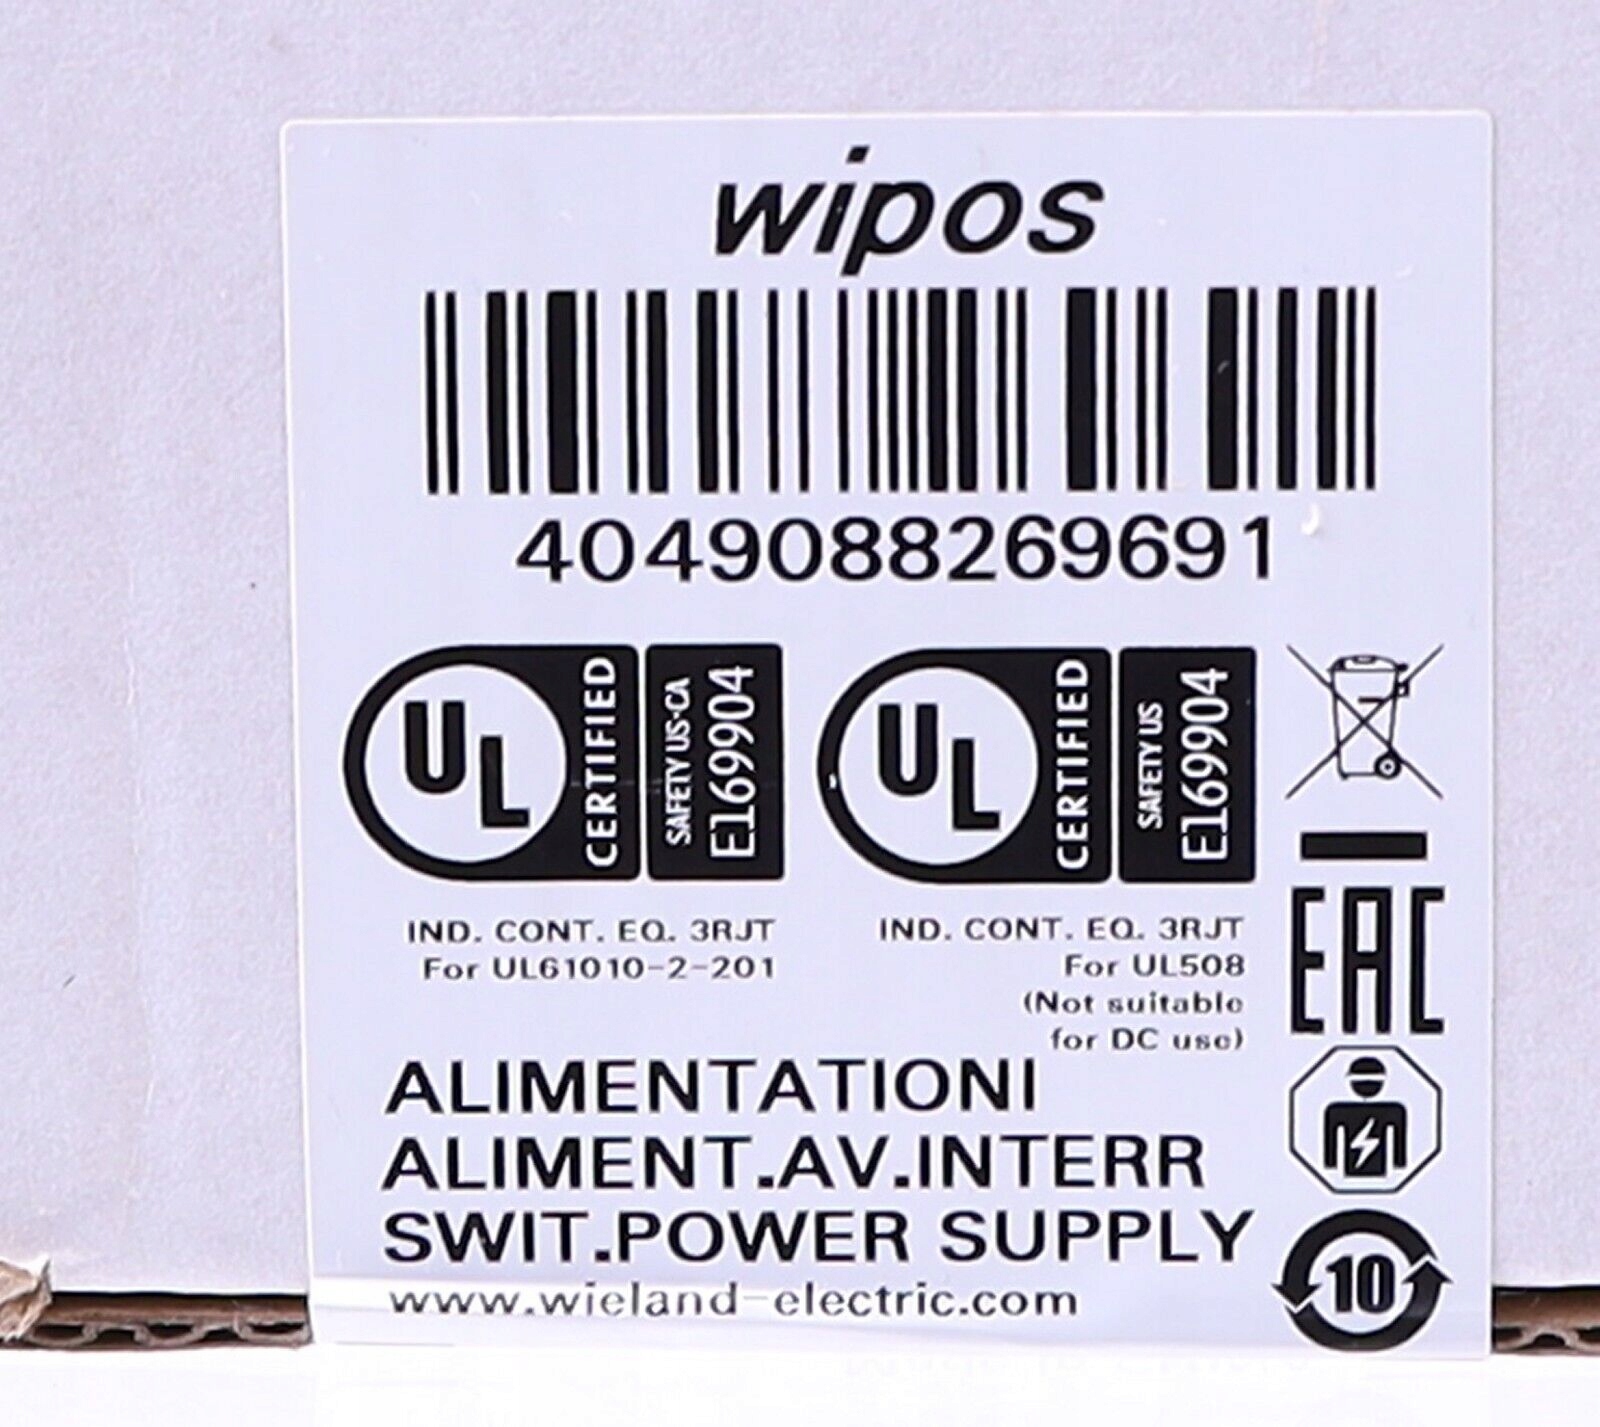 wipos
4049088269691
UL CERTIFIED SAFETY US-CA E169904
UL CERTIFIED SAFETY US E169904
IND. CONT. EQ. 3RJT
For UL61010-2-201
IND. CONT. EQ. 3RJT
For UL508
(Not suitable
for DC use)
EAC
ALIMENTATIONI
ALIMENT.AV.INTERR
SWIT.POWER SUPPLY
www.wieland-electric.com
10